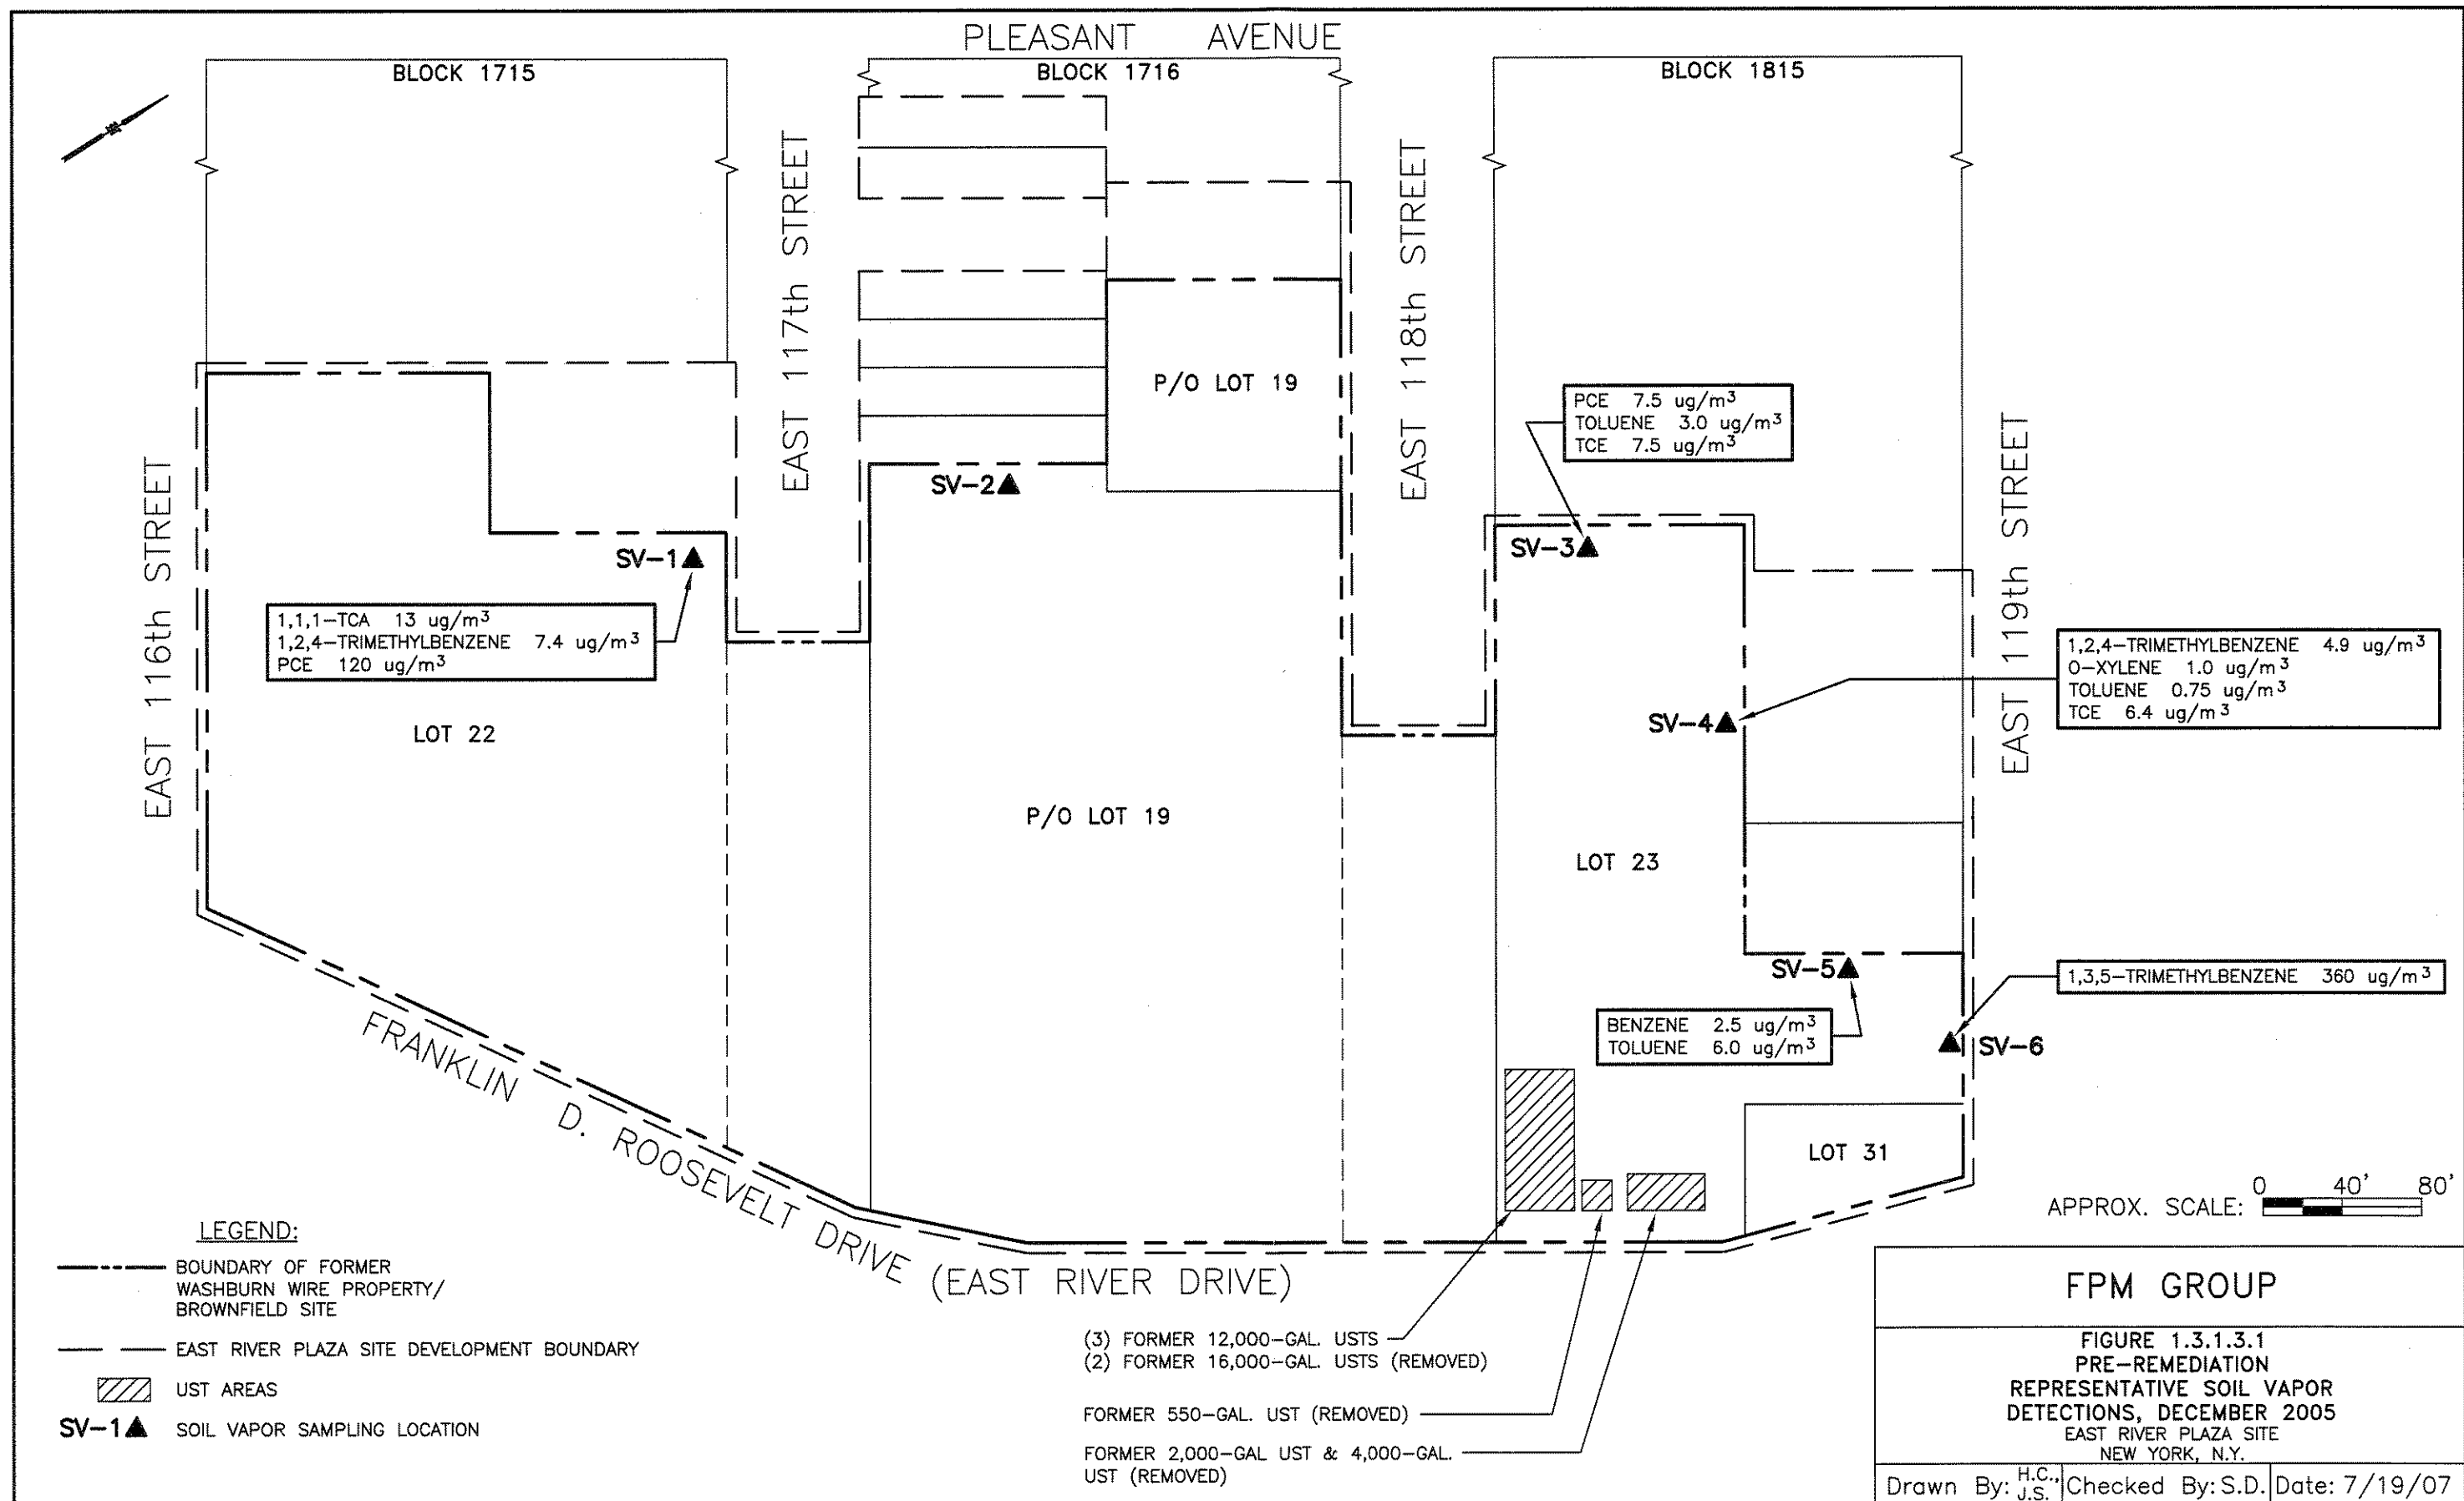 PLEASANT AVENUE
BLOCK 1715
BLOCK 1716
BLOCK 1815
EAST 116th STREET
EAST 117th STREET
EAST 118th STREET
EAST 119th STREET
P/O LOT 19
PCE 7.5 ug/m³
TOLUENE 3.0 ug/m³
TCE 7.5 ug/m³
SV-2
SV-3
SV-1
1,1,1-TCA 13 ug/m³
1,2,4-TRIMETHYLBENZENE 7.4 ug/m³
PCE 120 ug/m³
1,2,4-TRIMETHYLBENZENE 4.9 ug/m³
O-XYLENE 1.0 ug/m³
TOLUENE 0.75 ug/m³
TCE 6.4 ug/m³
SV-4
LOT 22
P/O LOT 19
LOT 23
SV-5
1,3,5-TRIMETHYLBENZENE 360 ug/m³
BENZENE 2.5 ug/m³
TOLUENE 6.0 ug/m³
SV-6
LOT 31
FRANKLIN D. ROOSEVELT DRIVE (EAST RIVER DRIVE)
APPROX. SCALE: 0 40' 80'
LEGEND:
BOUNDARY OF FORMER
WASHBURN WIRE PROPERTY/
BROWNFIELD SITE
EAST RIVER PLAZA SITE DEVELOPMENT BOUNDARY
UST AREAS
SV-1 SOIL VAPOR SAMPLING LOCATION
(3) FORMER 12,000-GAL. USTS
(2) FORMER 16,000-GAL. USTS (REMOVED)
FORMER 550-GAL. UST (REMOVED)
FORMER 2,000-GAL UST & 4,000-GAL.
UST (REMOVED)
FPM GROUP
FIGURE 1.3.1.3.1
PRE-REMEDIATION
REPRESENTATIVE SOIL VAPOR
DETECTIONS, DECEMBER 2005
EAST RIVER PLAZA SITE
NEW YORK, N.Y.
Drawn By: H.C., J.S. Checked By: S.D. Date: 7/19/07